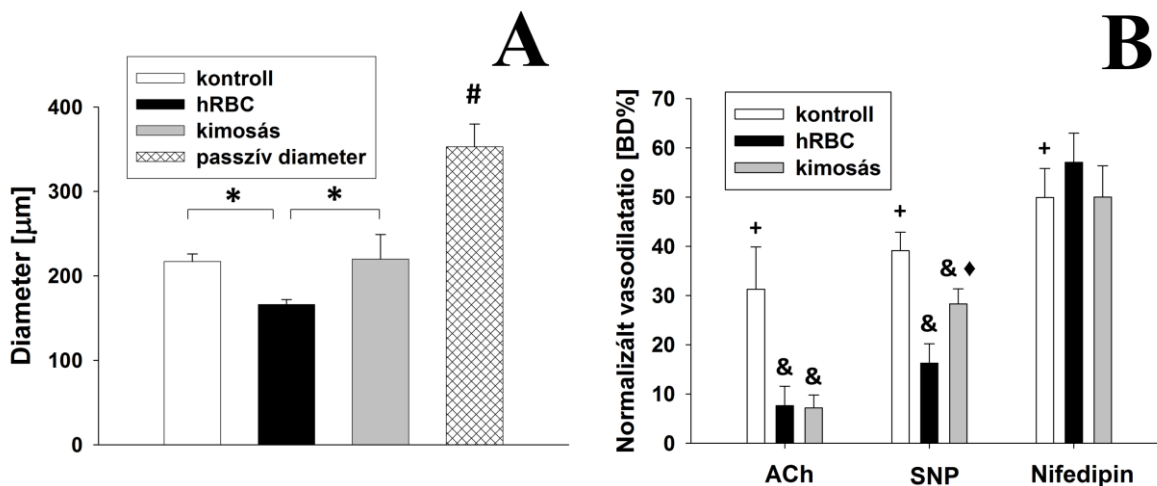 A
kontroll
hRBC
kimosás
passzív diameter
Diameter [µm]
400
300
200
100
0
*
*
#
B
kontroll
hRBC
kimosás
Normalizált vasodilatatio [BD%]
70
60
50
40
30
20
10
0
+
&
&
+
&
& ♦
+
ACh
SNP
Nifedipin